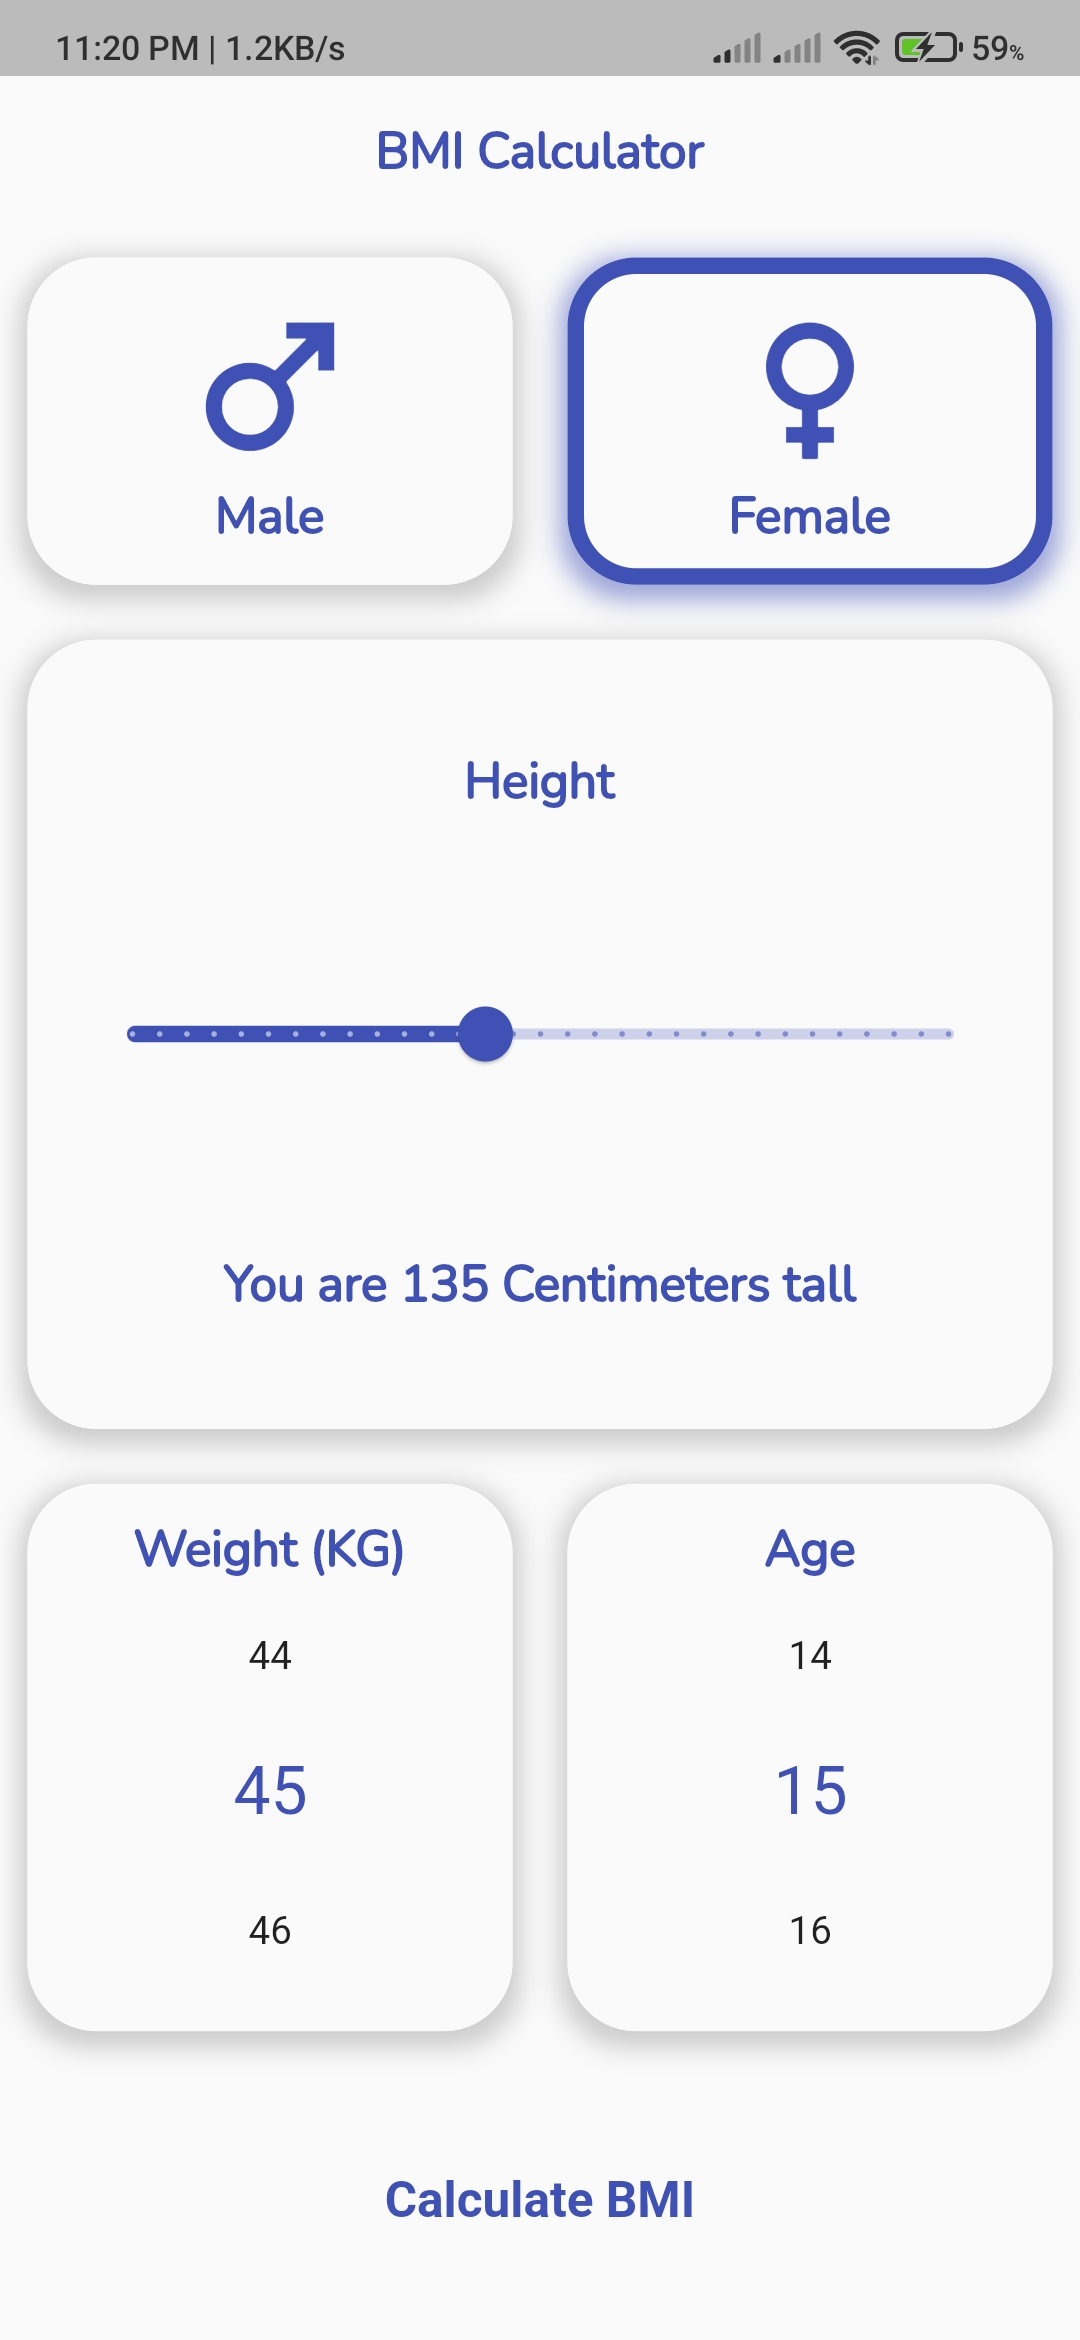 11:20 PM | 1.2KB/s 59%
BMI Calculator
Male Female
Height
You are 135 Centimeters tall
Weight (KG) Age
44 14
45 15
46 16
Calculate BMI